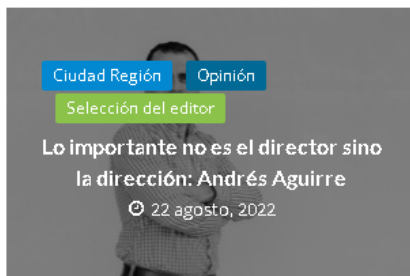 Ciudad Región Opinión
Selección del editor
Lo importante no es el director sino
la dirección: Andrés Aguirre
22 agosto, 2022